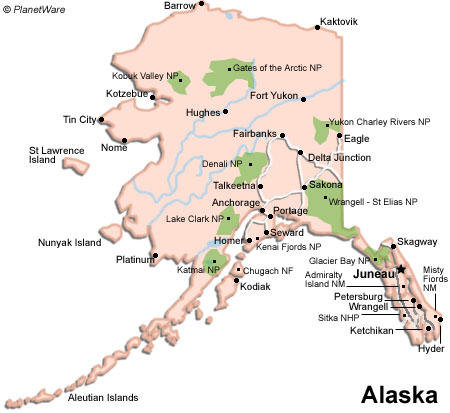 © PlanetWare
Barrow
Kaktovik
Gates of the Arctic NP
Kobuk Valley NP
Kotzebue
Fort Yukon
Hughes
Tin City
Yukon Charley Rivers NP
Fairbanks
Eagle
Nome
St Lawrence
Island
Delta Junction
Denali NP
Talkeetna
Sakona
Wrangell - St Elias NP
Anchorage
Portage
Lake Clark NP
Seward
Nunyak Island
Homer
Kenai Fjords NP
Skagway
Platinum
Glacier Bay NP
Katmai NP
Chugach NF
Juneau
Misty
Fiords
NM
Admiralty
Island NM
Kodiak
Petersburg
Wrangell
Sitka NHP
Ketchikan
Hyder
Aleutian Islands
Alaska